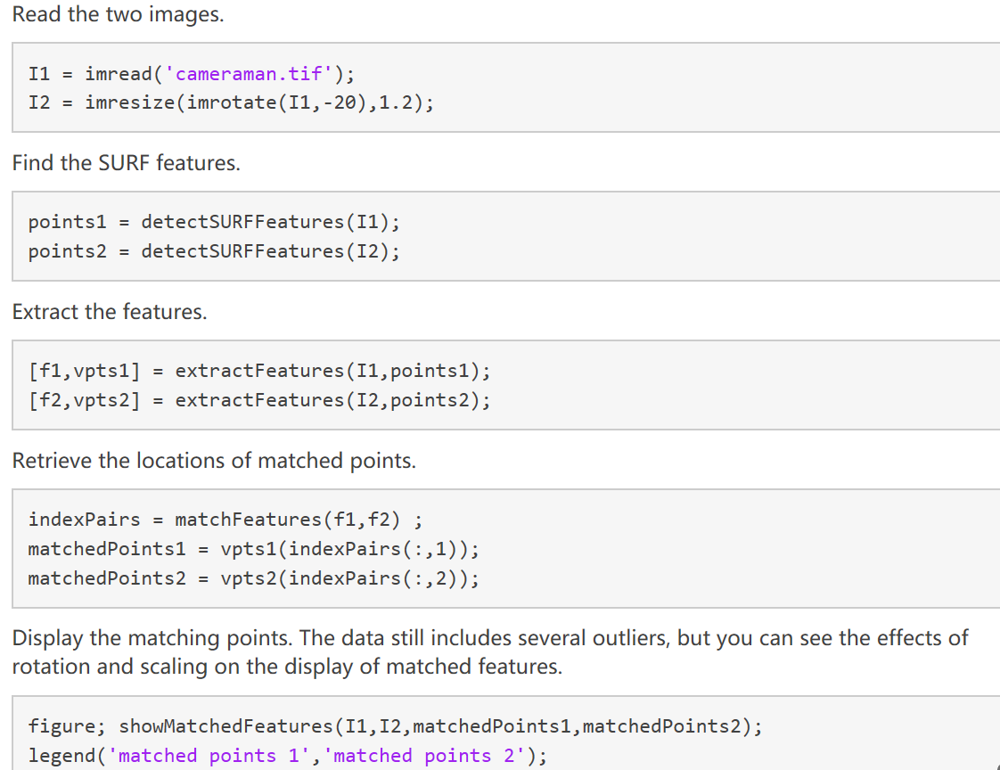 Read the two images.
I1 = imread('cameraman.tif');
I2 = imresize(imrotate(I1,-20),1.2);
Find the SURF features.
points1 = detectSURFFeatures(I1);
points2 = detectSURFFeatures(I2);
Extract the features.
[f1,vpts1] = extractFeatures(I1,points1);
[f2,vpts2] = extractFeatures(I2,points2);
Retrieve the locations of matched points.
indexPairs = matchFeatures(f1,f2) ;
matchedPoints1 = vpts1(indexPairs(:,1));
matchedPoints2 = vpts2(indexPairs(:,2));
Display the matching points. The data still includes several outliers, but you can see the effects of
rotation and scaling on the display of matched features.
figure; showMatchedFeatures(I1,I2,matchedPoints1,matchedPoints2);
legend('matched points 1','matched points 2');